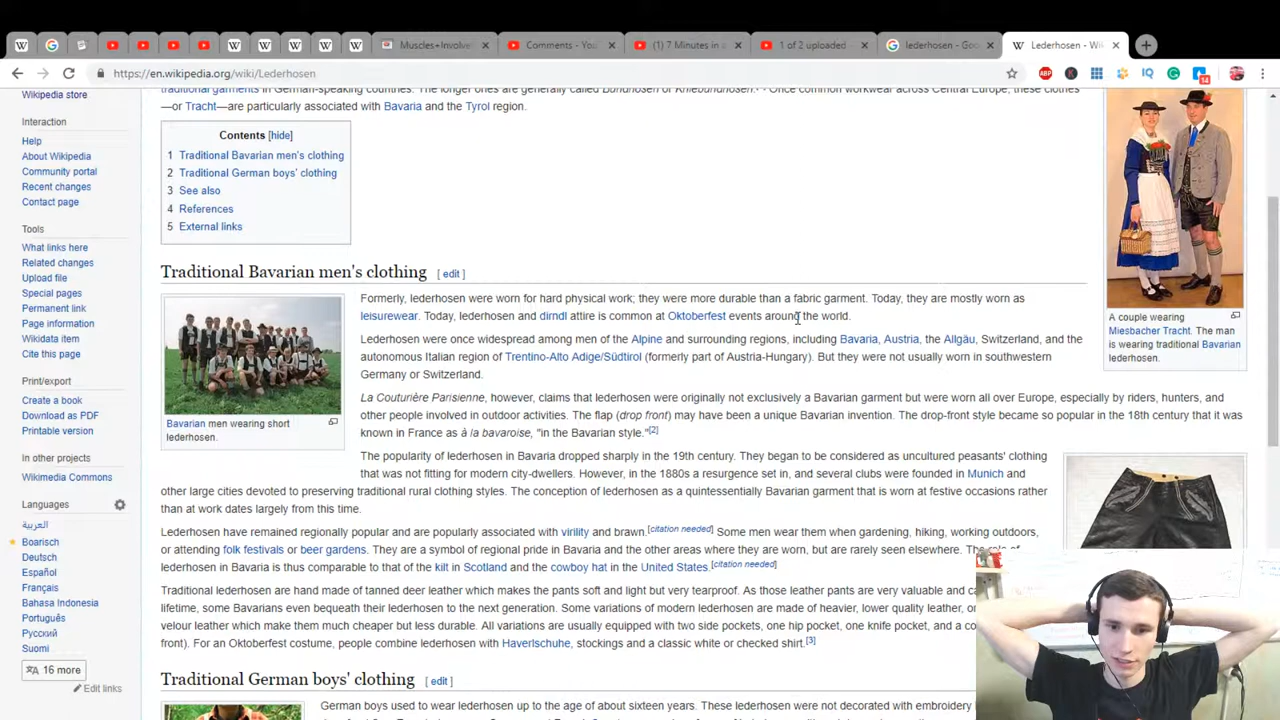 Muscles+Involve
Comments - You
(1) 7 Minutes in a
1 of 2 uploaded -
lederhosen - Goo
Lederhosen - Wik
https://en.wikipedia.org/wiki/Lederhosen
14
Wikipedia store
Interaction
Help
About Wikipedia
Community portal
Recent changes
Contact page
Tools
What links here
Related changes
Upload file
Special pages
Permanent link
Page information
Wikidata item
Cite this page
Print/export
Create a book
Download as PDF
Printable version
In other projects
Wikimedia Commons
Languages
العربية
Boarisch
Deutsch
Español
Français
Bahasa Indonesia
Português
Русский
Suomi
16 more
Edit links
traditional garments in German-speaking countries. The longer ones are generally called Bundhosen or Kniebundhosen. Once common workwear across Central Europe, these clothes
—or Tracht—are particularly associated with Bavaria and the Tyrol region.
Contents [hide]
1 Traditional Bavarian men's clothing
2 Traditional German boys' clothing
3 See also
4 References
5 External links
A couple wearing
Miesbacher Tracht. The man
is wearing traditional Bavarian
lederhosen.
Traditional Bavarian men's clothing [ edit ]
Bavarian men wearing short
lederhosen.
Formerly, lederhosen were worn for hard physical work; they were more durable than a fabric garment. Today, they are mostly worn as
leisurewear. Today, lederhosen and dirndl attire is common at Oktoberfest events around the world.
Lederhosen were once widespread among men of the Alpine and surrounding regions, including Bavaria, Austria, the Allgäu, Switzerland, and the
autonomous Italian region of Trentino-Alto Adige/Südtirol (formerly part of Austria-Hungary). But they were not usually worn in southwestern
Germany or Switzerland.
La Couturière Parisienne, however, claims that lederhosen were originally not exclusively a Bavarian garment but were worn all over Europe, especially by riders, hunters, and
other people involved in outdoor activities. The flap (drop front) may have been a unique Bavarian invention. The drop-front style became so popular in the 18th century that it was
known in France as à la bavaroise, "in the Bavarian style."[2]
The popularity of lederhosen in Bavaria dropped sharply in the 19th century. They began to be considered as uncultured peasants' clothing
that was not fitting for modern city-dwellers. However, in the 1880s a resurgence set in, and several clubs were founded in Munich and
other large cities devoted to preserving traditional rural clothing styles. The conception of lederhosen as a quintessentially Bavarian garment that is worn at festive occasions rather
than at work dates largely from this time.
Lederhosen have remained regionally popular and are popularly associated with virility and brawn.[citation needed] Some men wear them when gardening, hiking, working outdoors,
or attending folk festivals or beer gardens. They are a symbol of regional pride in Bavaria and the other areas where they are worn, but are rarely seen elsewhere. The role of
lederhosen in Bavaria is thus comparable to that of the kilt in Scotland and the cowboy hat in the United States.[citation needed]
Traditional lederhosen are hand made of tanned deer leather which makes the pants soft and light but very tearproof. As those leather pants are very valuable and ca
lifetime, some Bavarians even bequeath their lederhosen to the next generation. Some variations of modern lederhosen are made of heavier, lower quality leather, or
velour leather which make them much cheaper but less durable. All variations are usually equipped with two side pockets, one hip pocket, one knife pocket, and a co
front). For an Oktoberfest costume, people combine lederhosen with Haverlschuhe, stockings and a classic white or checked shirt.[3]
Traditional German boys' clothing [ edit ]
German boys used to wear lederhosen up to the age of about sixteen years. These lederhosen were not decorated with embroidery